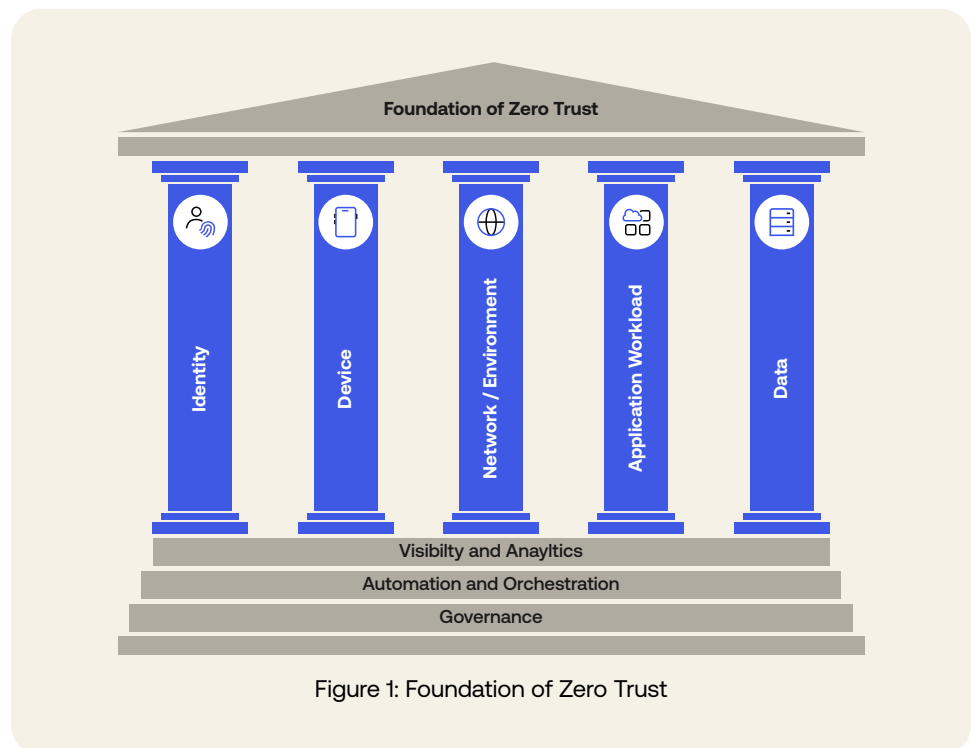 Foundation of Zero Trust
Identity
Device
Network / Environment
Application Workload
Data
Visibilty and Anayltics
Automation and Orchestration
Governance
Figure 1: Foundation of Zero Trust